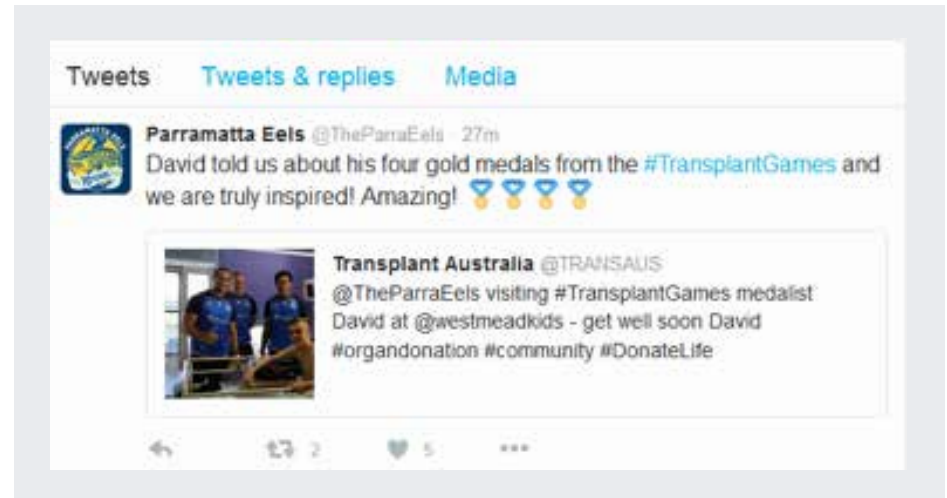 Tweets Tweets & replies Media
Parramatta Eels @TheParraEels · 27m
David told us about his four gold medals from the #TransplantGames and
we are truly inspired! Amazing!
Transplant Australia @TRANSAUS
@TheParraEels visiting #TransplantGames medalist
David at @westmeadkids - get well soon David
#organdonation #community #DonateLife
2 5